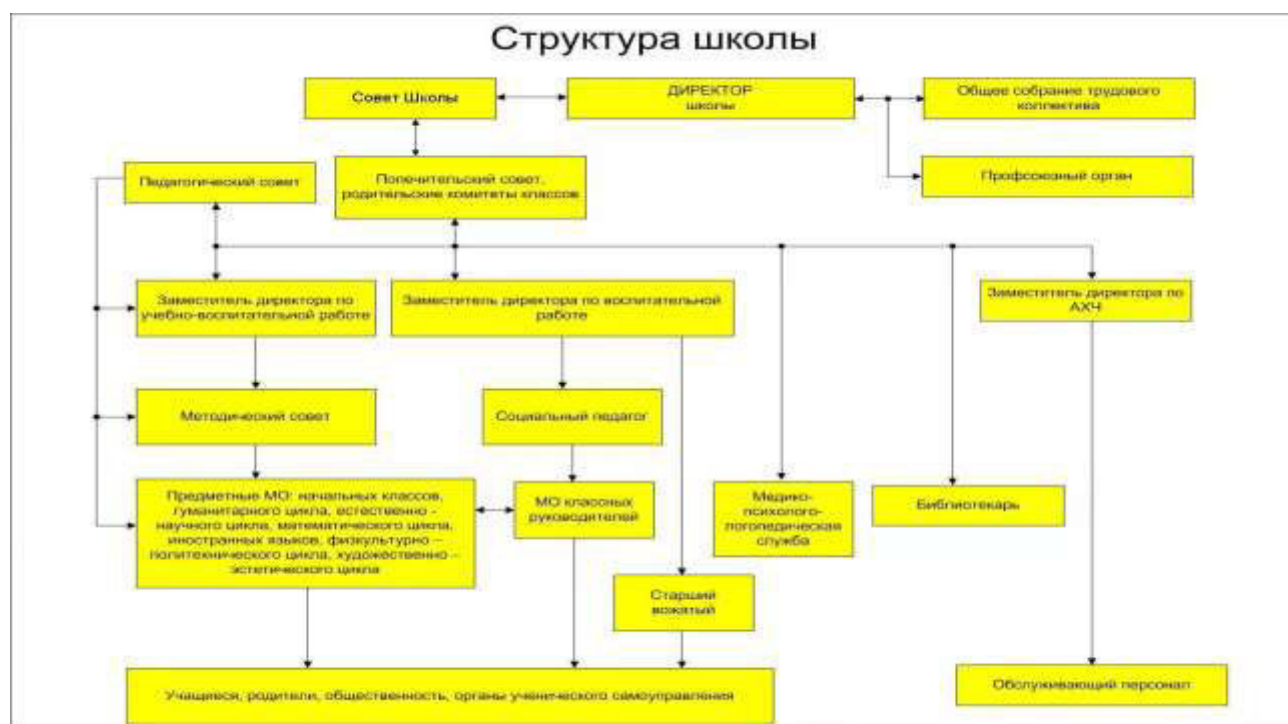 Структура школы
Совет Школы
ДИРЕКТОР
школы
Общее собрание трудового
коллектива
Педагогический совет
Попечительский совет,
родительские комитеты классов
Профсоюзный орган
Заместитель директора по
учебно-воспитательной работе
Заместитель директора по воспитательной
работе
Заместитель директора по
АХЧ
Методический совет
Социальный педагог
Предметные МО: начальных классов,
гуманитарного цикла, естественно -
научного цикла, математического цикла,
иностранных языков, физкультурно –
политехнического цикла, художественно –
эстетического цикла
МО классных
руководителей
Медико-
психолого-
логопедическая
служба
Библиотекарь
Старший
вожатый
Учащиеся, родители, общественность, органы ученического самоуправления
Обслуживающий персонал